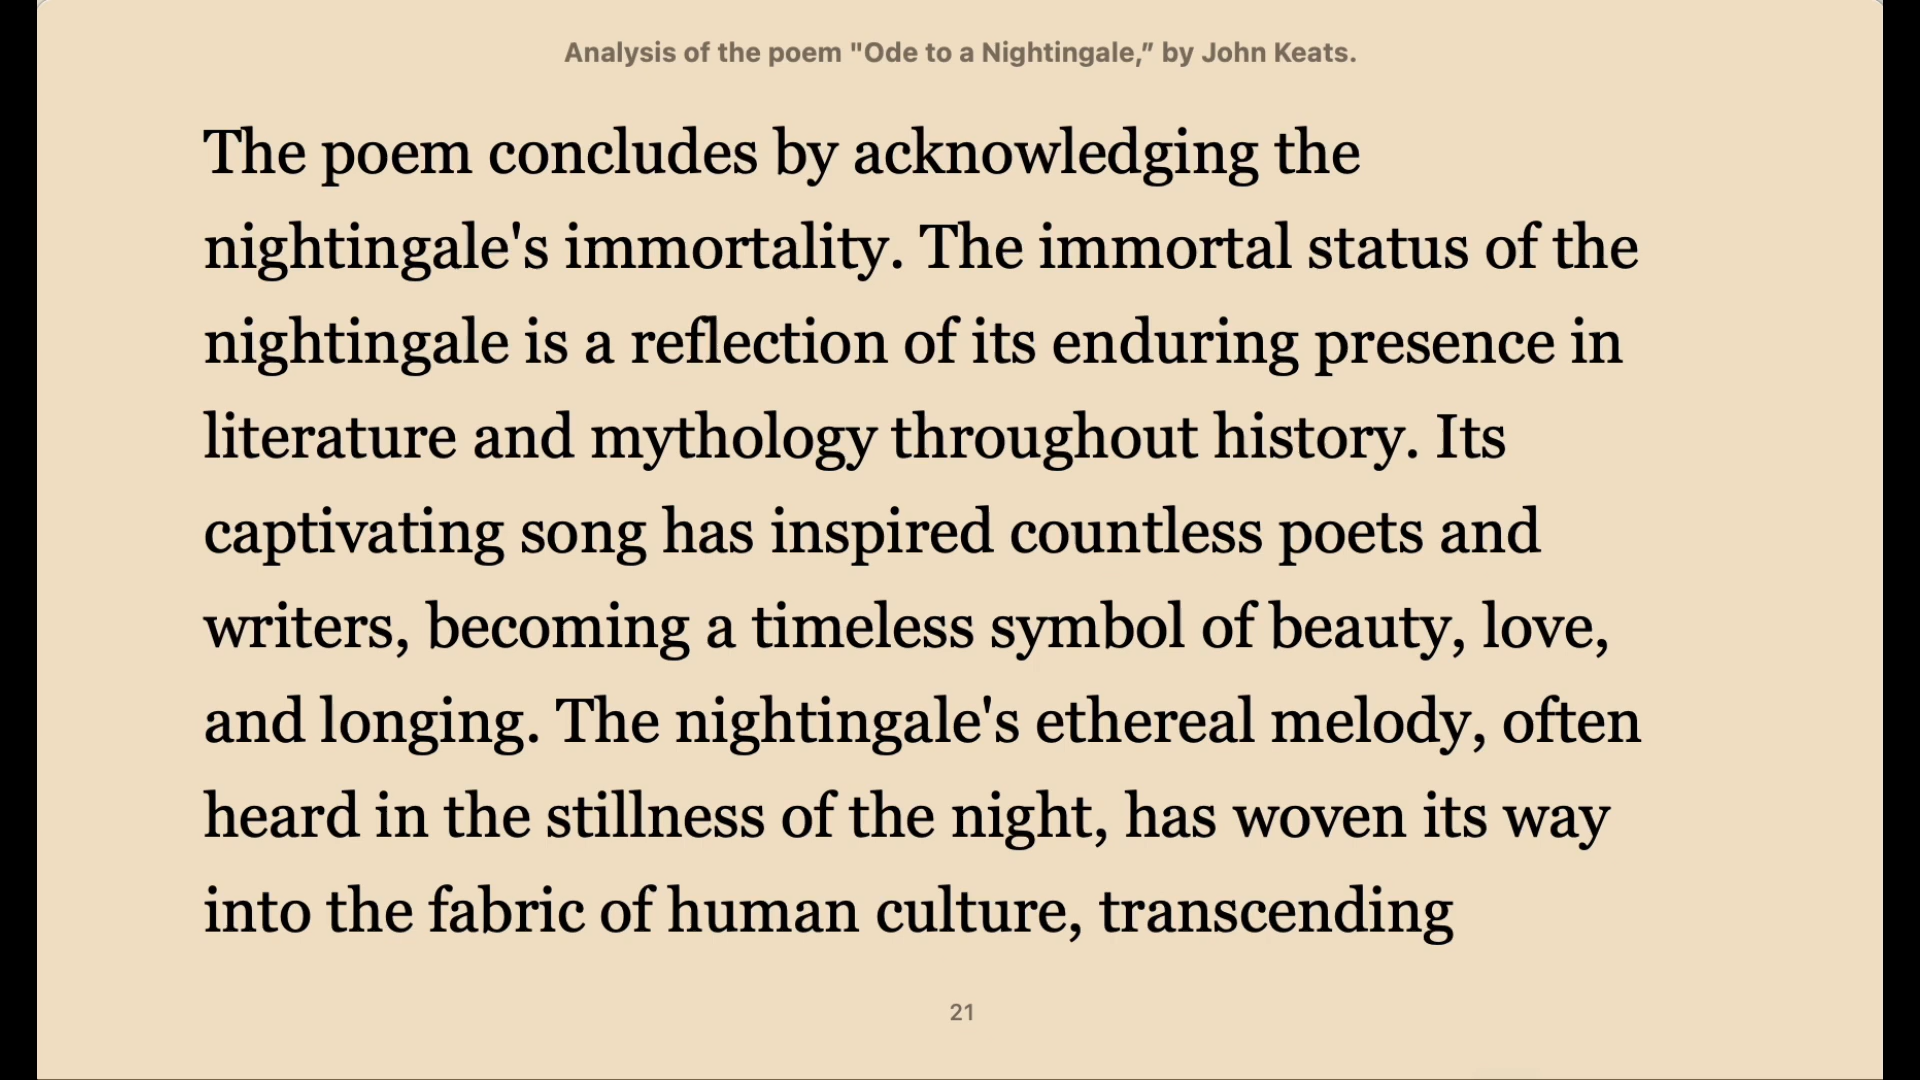 Analysis of the poem "Ode to a Nightingale,” by John Keats.
The poem concludes by acknowledging the
nightingale's immortality. The immortal status of the
nightingale is a reflection of its enduring presence in
literature and mythology throughout history. Its
captivating song has inspired countless poets and
writers, becoming a timeless symbol of beauty, love,
and longing. The nightingale's ethereal melody, often
heard in the stillness of the night, has woven its way
into the fabric of human culture, transcending
21